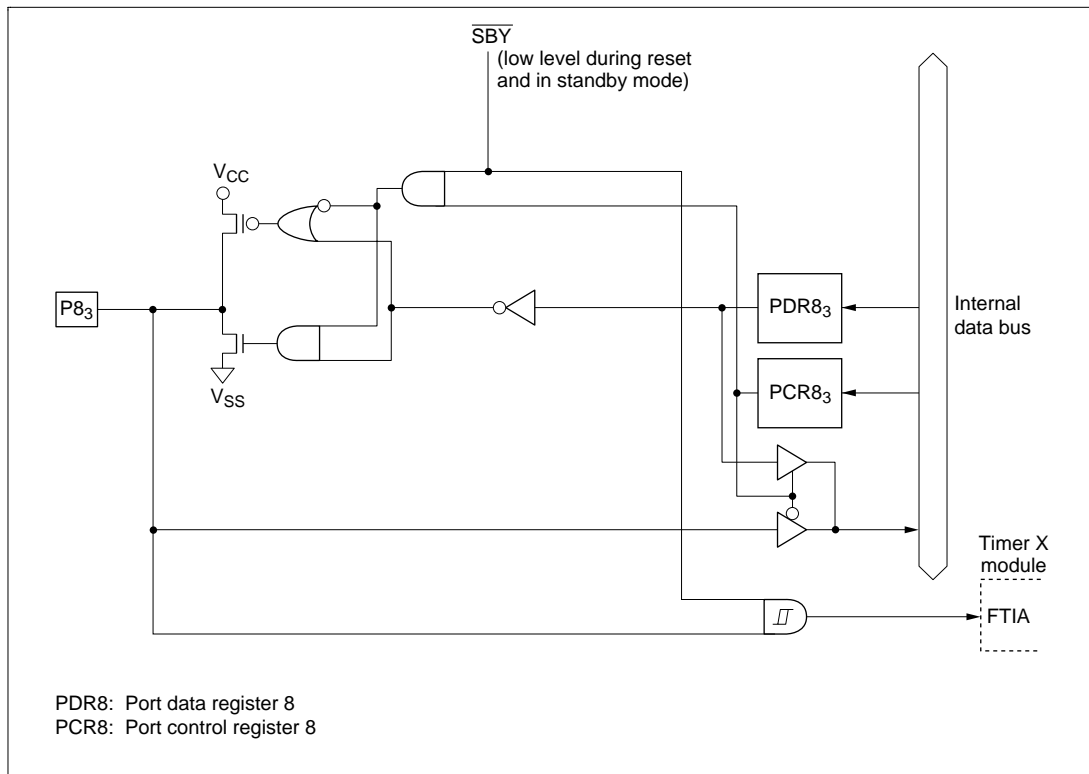 SBY
(low level during reset
and in standby mode)
VCC
P83
VSS
PDR83
PCR83
Internal
data bus
Timer X
module
FTIA
PDR8: Port data register 8
PCR8: Port control register 8